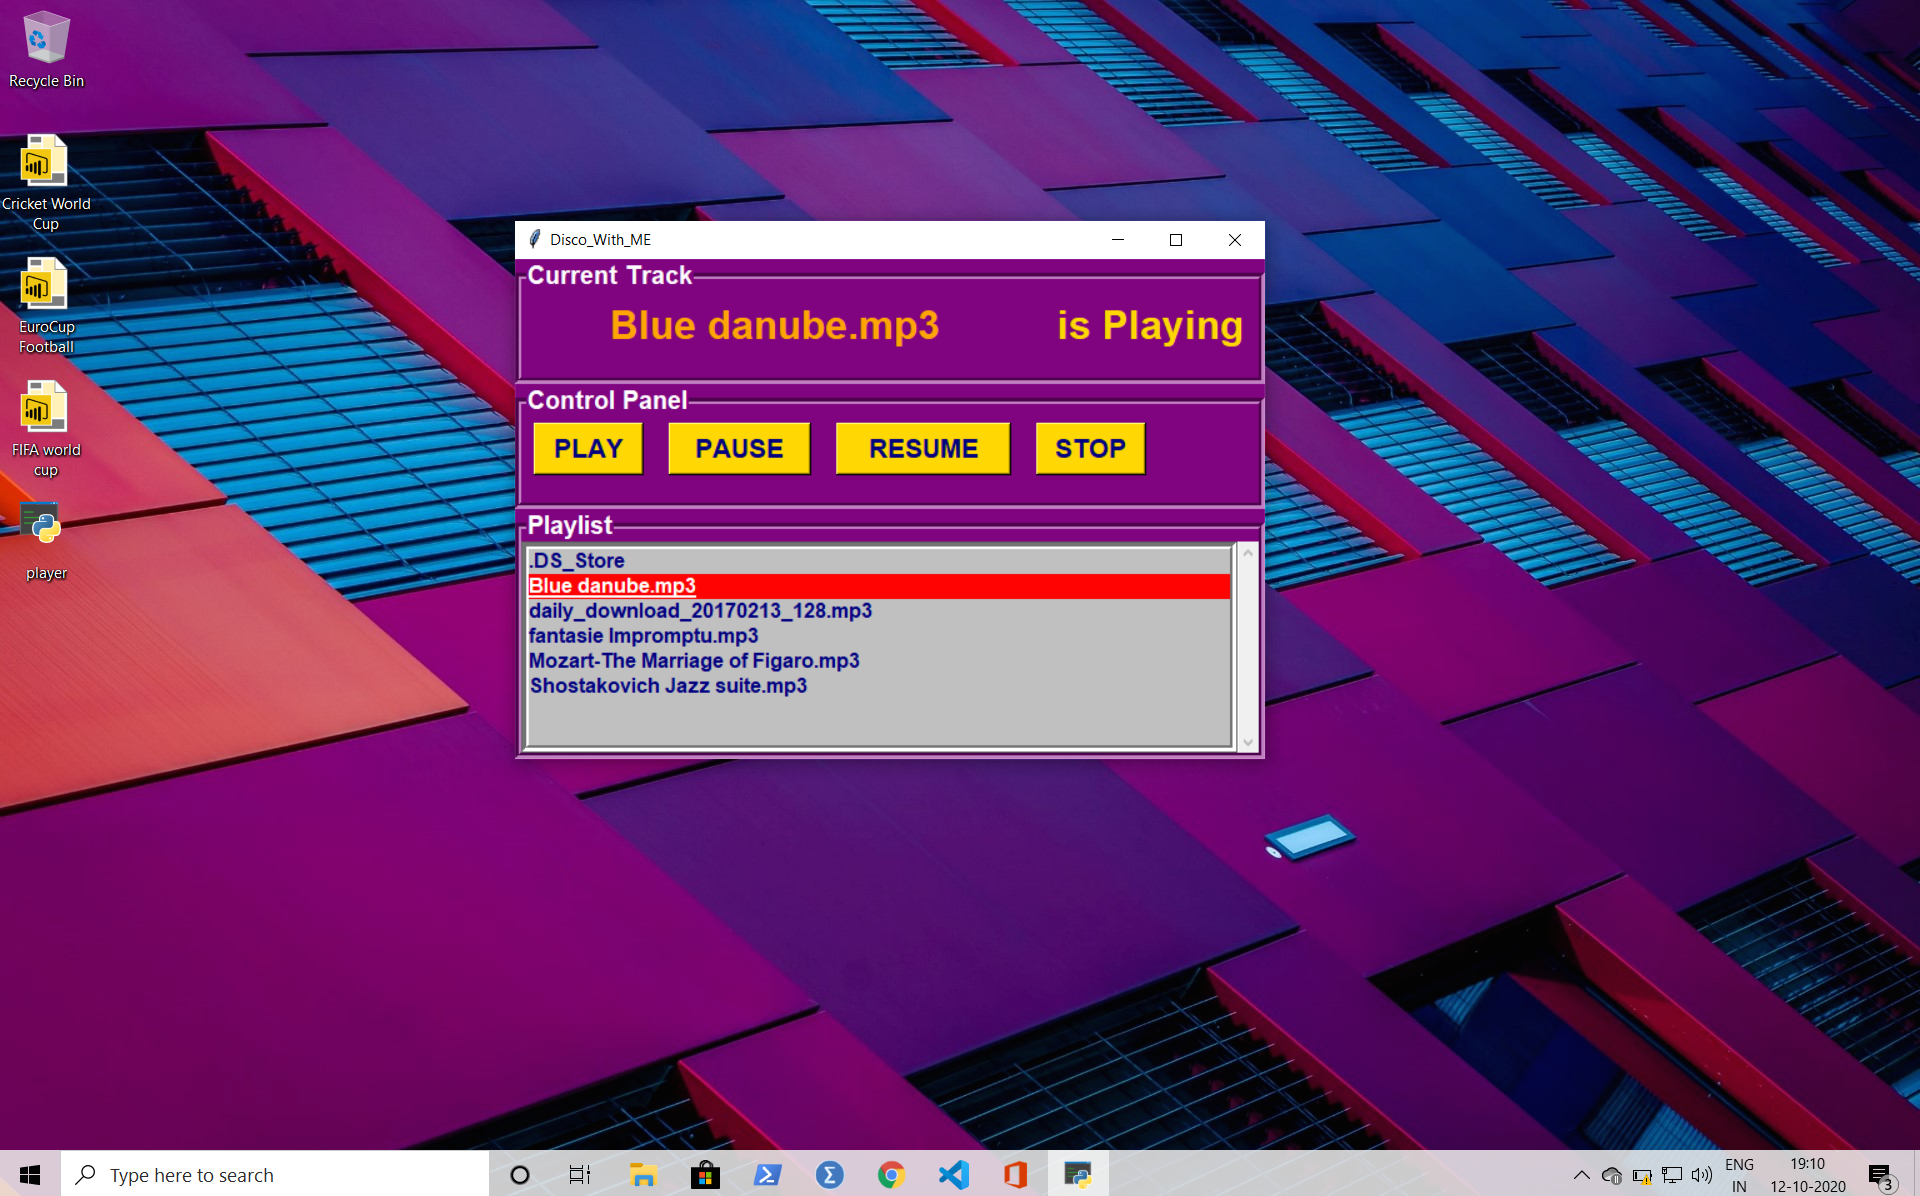 Recycle Bin
Cricket World
Cup
EuroCup
Football
FIFA world
cup
player
Disco_With_ME
Current Track
Blue danube.mp3 is Playing
Control Panel
PLAY PAUSE RESUME STOP
Playlist
.DS_Store
Blue danube.mp3
daily_download_20170213_128.mp3
fantasie Impromptu.mp3
Mozart-The Marriage of Figaro.mp3
Shostakovich Jazz suite.mp3
Type here to search
ENG
IN
19:10
12-10-2020
3